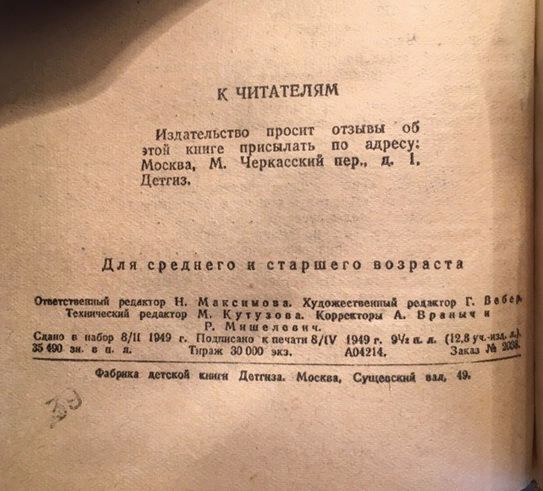 К ЧИТАТЕЛЯМ
Издательство просит отзывы об
этой книге присылать по адресу:
Москва, М. Черкасский пер., д. 1.
Детгиз.
Для среднего и старшего возраста
Ответственный редактор Н. Максимова. Художественный редактор Г. Вебер.
Технический редактор М. Кутузова. Корректоры А. Враныч и
Р. Мишелевич.
Сдано в набор 8/II 1949 г. Подписано к печати 8/IV 1949 г. 9½ п. л. (12,8 уч.-изд. л.).
35 490 зн. в п. л. Тираж 30 000 экз. А04214. Заказ № 2038.
Фабрика детской книги Детгиза. Москва, Сущевский вал, 49.